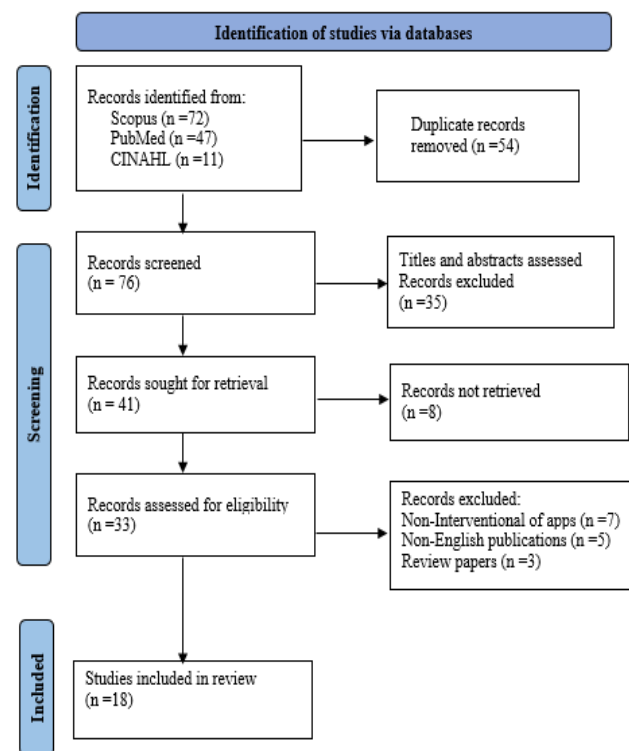 Identification of studies via databases
Identification
Records identified from:
Scopus (n =72)
PubMed (n =47)
CINAHL (n =11)
Duplicate records
removed (n =54)
Screening
Records screened
(n = 76)
Titles and abstracts assessed
Records excluded
(n =35)
Records sought for retrieval
(n = 41)
Records not retrieved
(n =8)
Records assessed for eligibility
(n =33)
Records excluded:
Non-Interventional of apps (n =7)
Non-English publications (n =5)
Review papers (n =3)
Included
Studies included in review
(n =18)